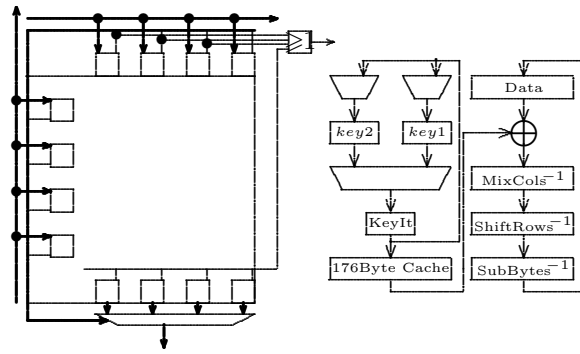 Data
key2 key1
MixCols⁻¹
KeyIt ShiftRows⁻¹
176Byte Cache SubBytes⁻¹